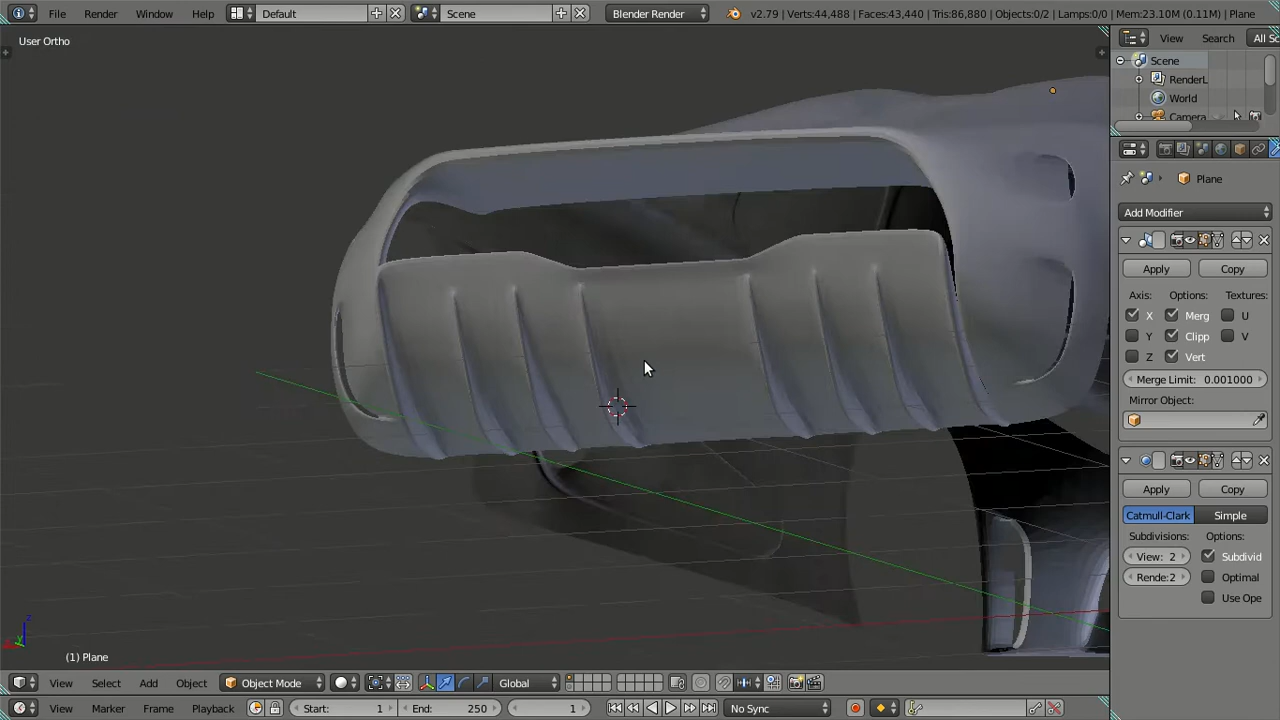 File Render Window Help Default Scene Blender Render v2.79 | Verts:44,488 | Faces:43,440 | Tris:86,880 | Objects:0/2 | Lamps:0/0 | Mem:23.10M (0.11M) | Plane
User Ortho
View Search All Sc
Scene
RenderL
World
Camera
Plane
Add Modifier
Apply Copy
Axis: Options: Textures:
X Merg U
Y Clipp V
Z Vert
Merge Limit: 0.001000
Mirror Object:
Apply Copy
Catmull-Clark Simple
Subdivisions: Options:
View: 2 Subdivid
Rende:2 Optimal
Use Ope
(1) Plane
View Select Add Object Object Mode Global
View Marker Frame Playback Start: 1 End: 250 1 No Sync